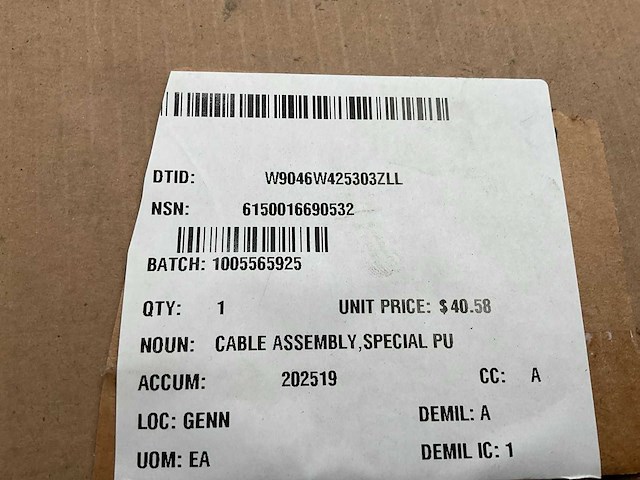 DTID: W9046W425303ZLL
NSN: 6150016690532
BATCH: 1005565925
QTY: 1 UNIT PRICE: $40.58
NOUN: CABLE ASSEMBLY,SPECIAL PU
ACCUM: 202519 CC: A
LOC: GENN DEMIL: A
UOM: EA DEMIL IC: 1